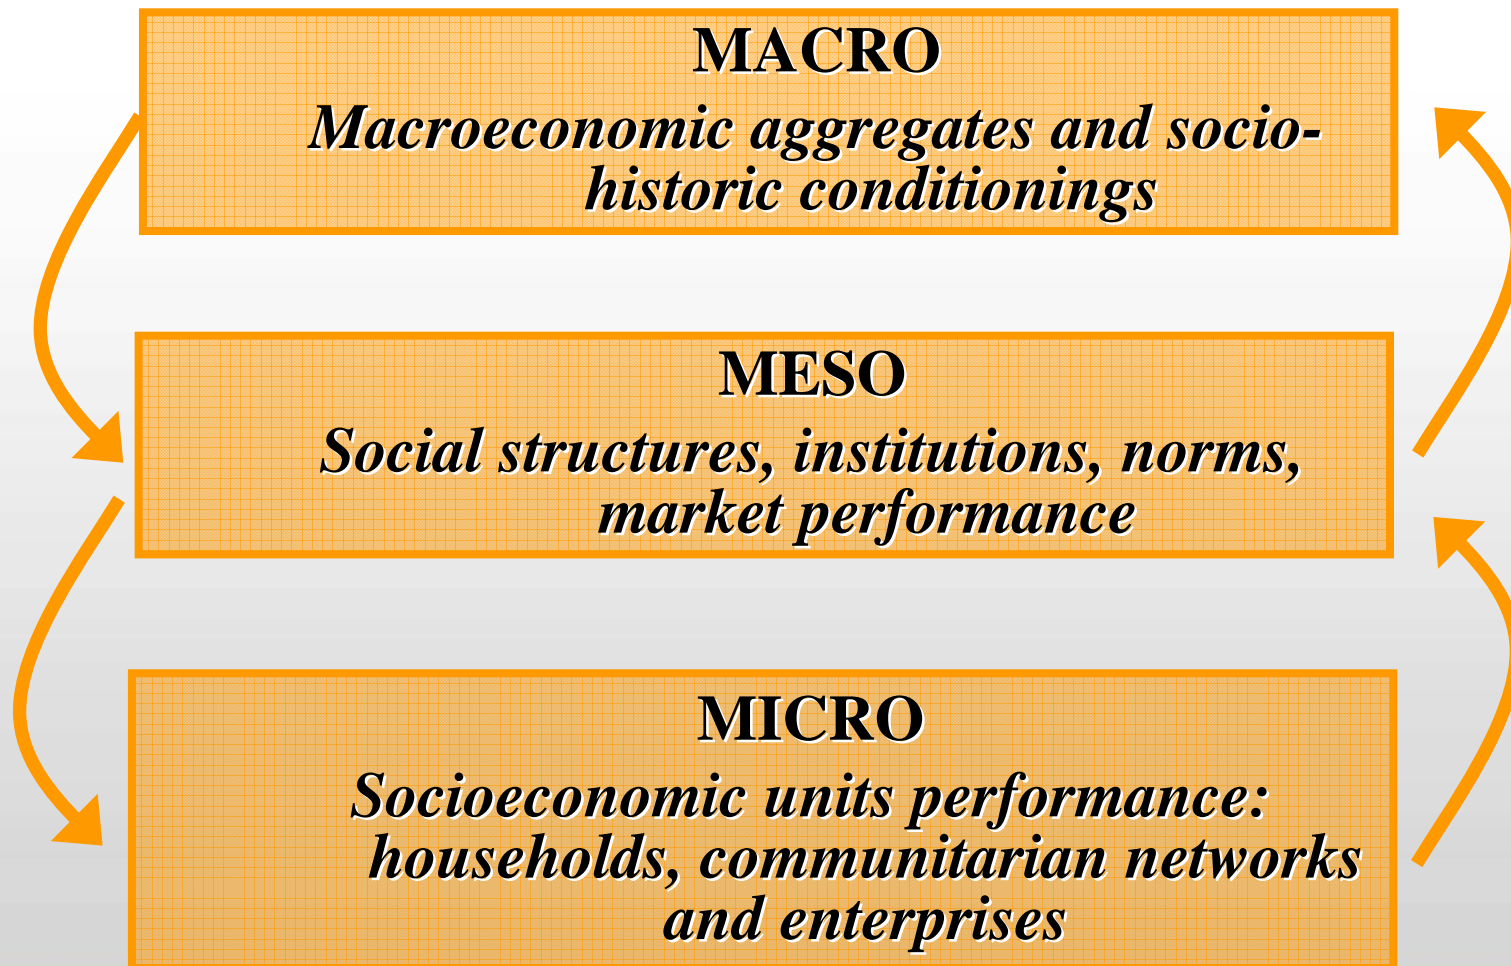 MACRO
Macroeconomic aggregates and socio-
historic conditionings
MESO
Social structures, institutions, norms,
market performance
MICRO
Socioeconomic units performance:
households, communitarian networks
and enterprises